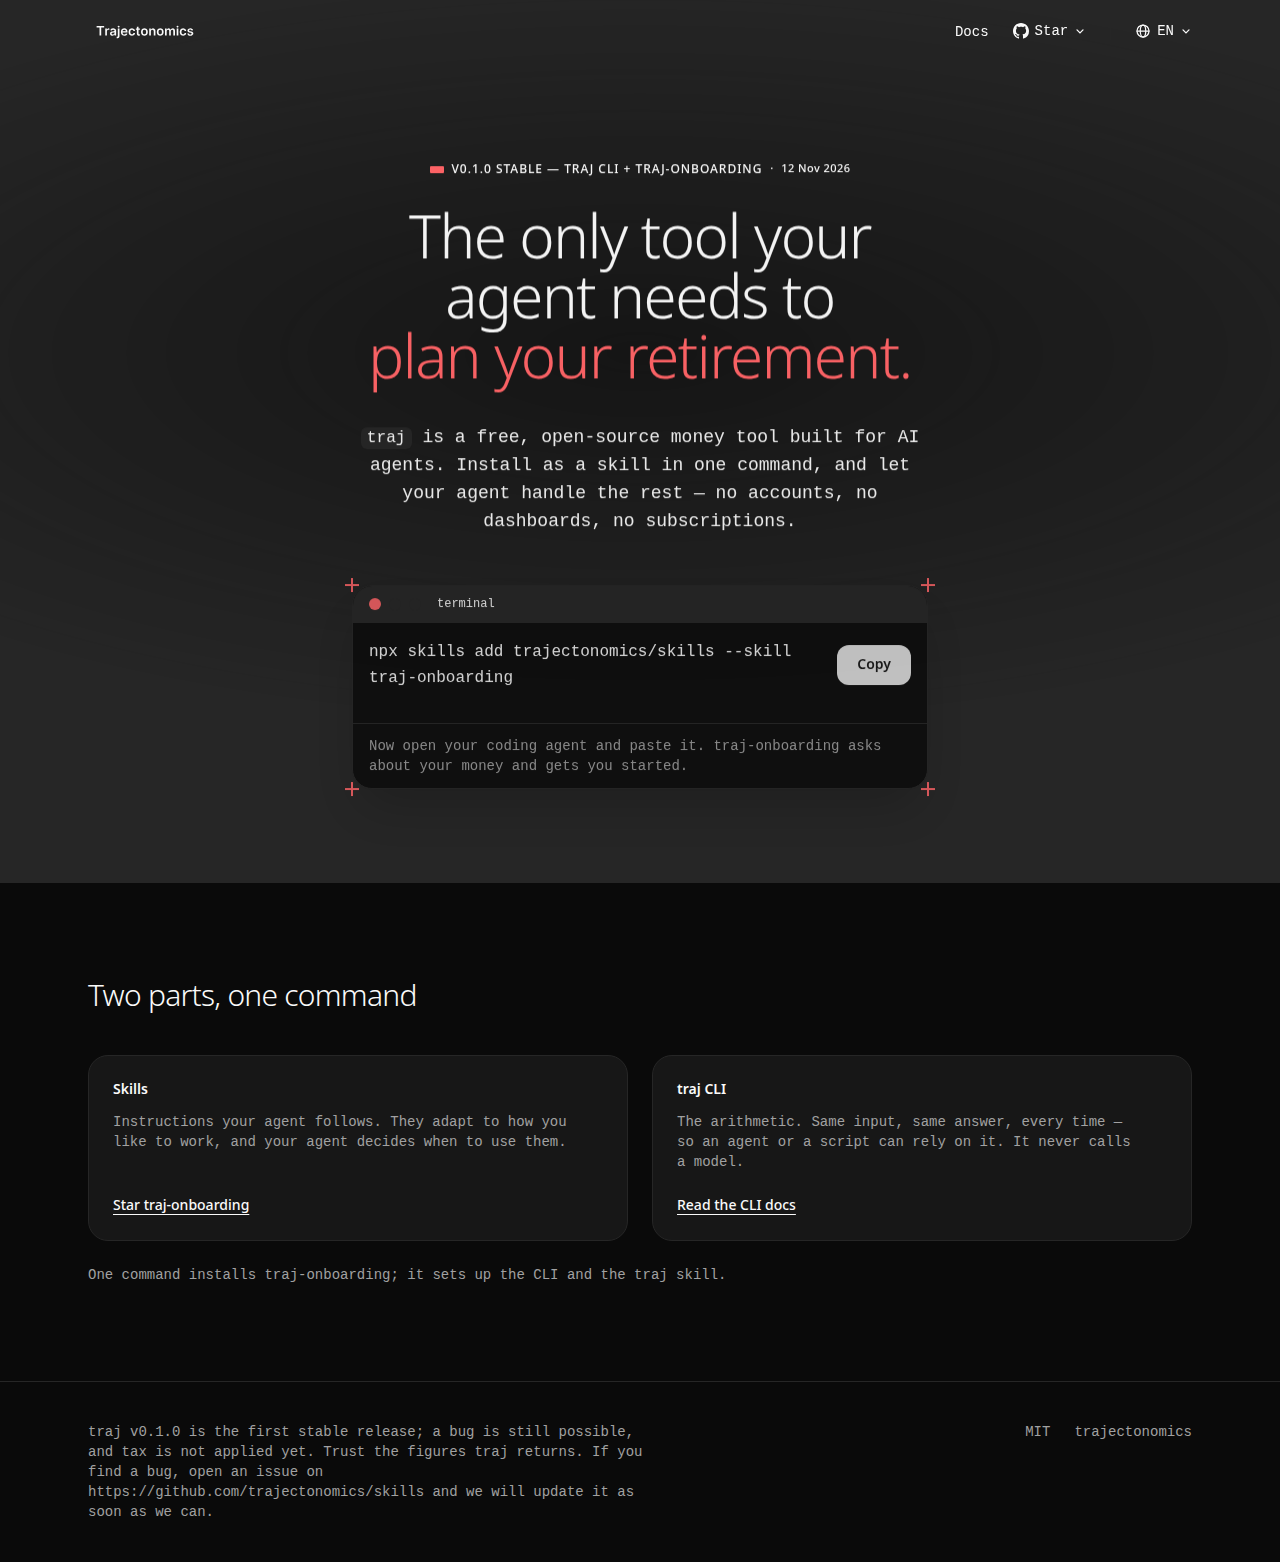 Trajectonomics
Docs
Star
EN
V0.1.0 STABLE — TRAJ CLI + TRAJ-ONBOARDING · 12 Nov 2026
The only tool your
agent needs to
plan your retirement.
traj is a free, open-source money tool built for AI
agents. Install as a skill in one command, and let
your agent handle the rest — no accounts, no
dashboards, no subscriptions.
terminal
npx skills add trajectonomics/skills --skill
traj-onboarding
Copy
Now open your coding agent and paste it. traj-onboarding asks
about your money and gets you started.
Two parts, one command
Skills
Instructions your agent follows. They adapt to how you
like to work, and your agent decides when to use them.
Star traj-onboarding
traj CLI
The arithmetic. Same input, same answer, every time —
so an agent or a script can rely on it. It never calls
a model.
Read the CLI docs
One command installs traj-onboarding; it sets up the CLI and the traj skill.
traj v0.1.0 is the first stable release; a bug is still possible,
and tax is not applied yet. Trust the figures traj returns. If you
find a bug, open an issue on
https://github.com/trajectonomics/skills and we will update it as
soon as we can.
MIT
trajectonomics